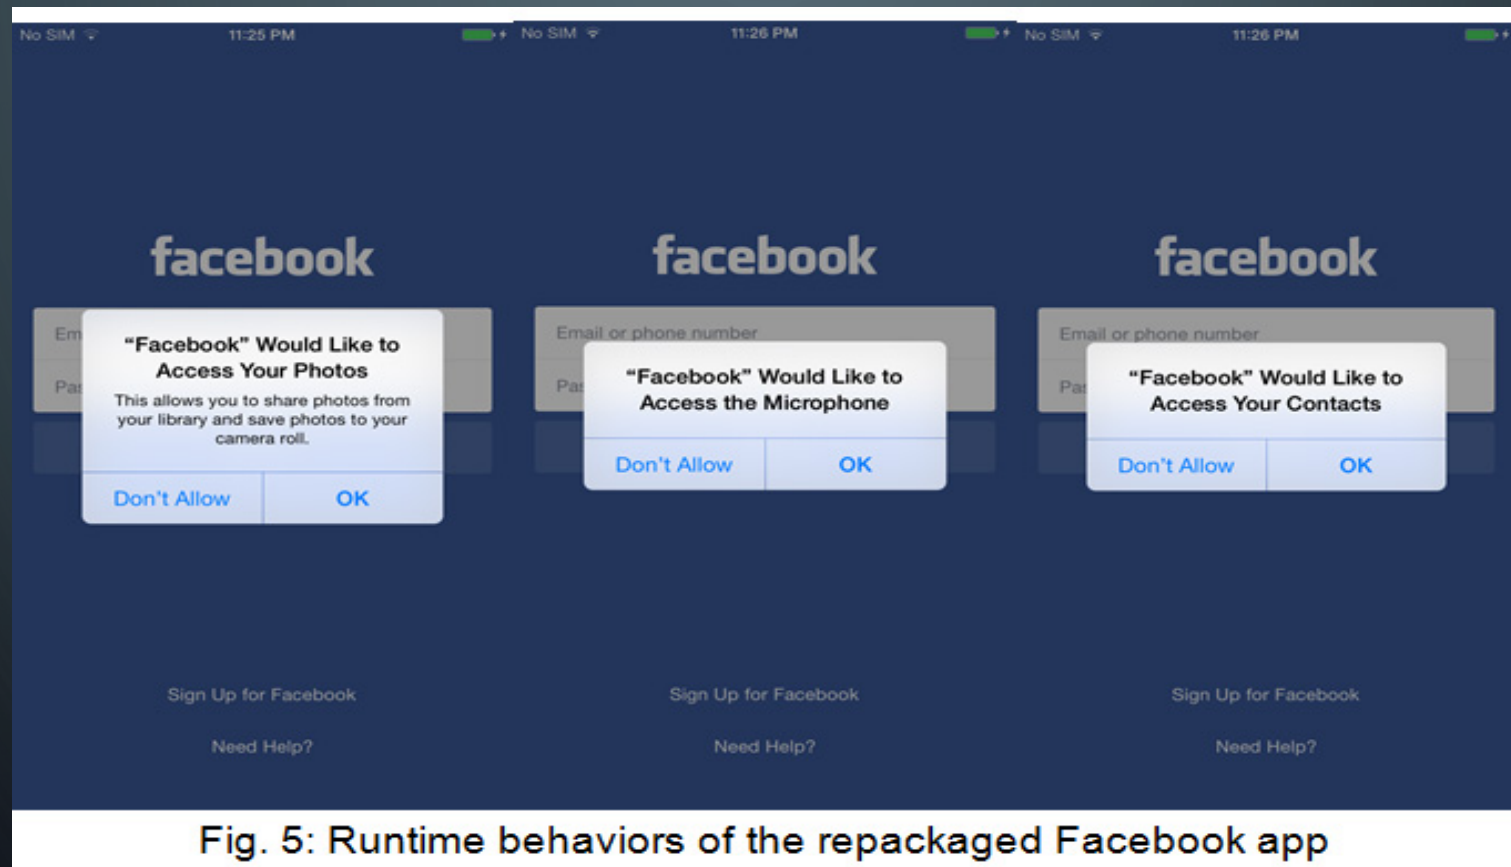 No SIM 11:25 PM
facebook
Em
“Facebook” Would Like to
Access Your Photos
Pas
This allows you to share photos from
your library and save photos to your
camera roll.
Don't Allow OK
Sign Up for Facebook
Need Help?
No SIM 11:26 PM
facebook
Email or phone number
Pas
“Facebook” Would Like to
Access the Microphone
Don't Allow OK
Sign Up for Facebook
Need Help?
No SIM 11:26 PM
facebook
Email or phone number
Pas
“Facebook” Would Like to
Access Your Contacts
Don't Allow OK
Sign Up for Facebook
Need Help?
Fig. 5: Runtime behaviors of the repackaged Facebook app